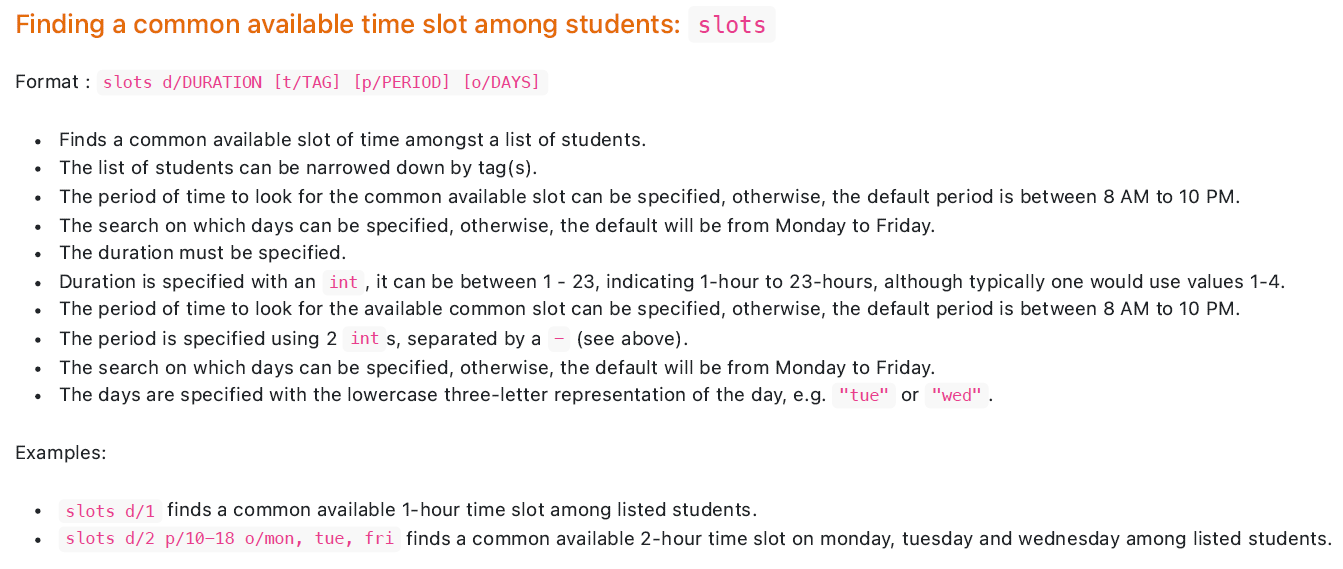 Finding a common available time slot among students: slots
Format : slots d/DURATION [t/TAG] [p/PERIOD] [o/DAYS]
• Finds a common available slot of time amongst a list of students.
• The list of students can be narrowed down by tag(s).
• The period of time to look for the common available slot can be specified, otherwise, the default period is between 8 AM to 10 PM.
• The search on which days can be specified, otherwise, the default will be from Monday to Friday.
• The duration must be specified.
• Duration is specified with an int , it can be between 1 - 23, indicating 1-hour to 23-hours, although typically one would use values 1-4.
• The period of time to look for the available common slot can be specified, otherwise, the default period is between 8 AM to 10 PM.
• The period is specified using 2 int s, separated by a – (see above).
• The search on which days can be specified, otherwise, the default will be from Monday to Friday.
• The days are specified with the lowercase three-letter representation of the day, e.g. "tue" or "wed" .
Examples:
• slots d/1 finds a common available 1-hour time slot among listed students.
• slots d/2 p/10–18 o/mon, tue, fri finds a common available 2-hour time slot on monday, tuesday and wednesday among listed students.